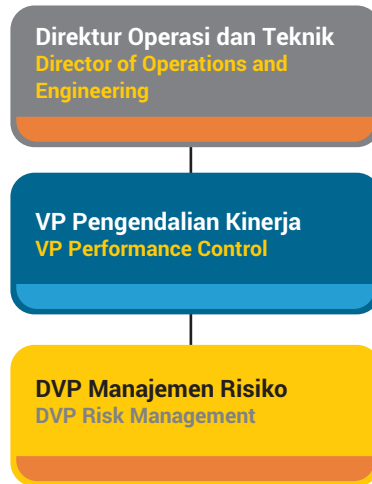 Direktur Operasi dan Teknik
Director of Operations and
Engineering
VP Pengendalian Kinerja
VP Performance Control
DVP Manajemen Risiko
DVP Risk Management